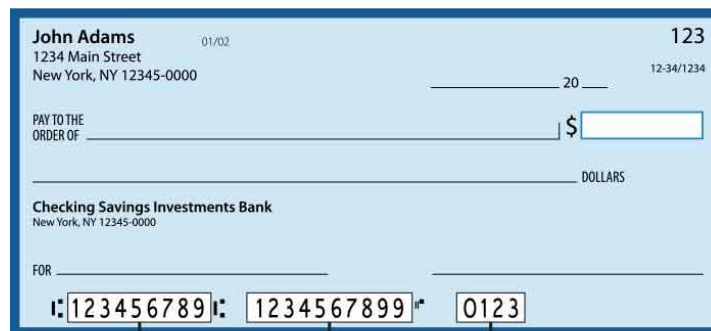 John Adams 01/02 123
1234 Main Street
New York, NY 12345-0000 12-34/1234
20
PAY TO THE
ORDER OF $
DOLLARS
Checking Savings Investments Bank
New York, NY 12345-0000
FOR
⑆123456789⑆ 1234567899⑈ 0123